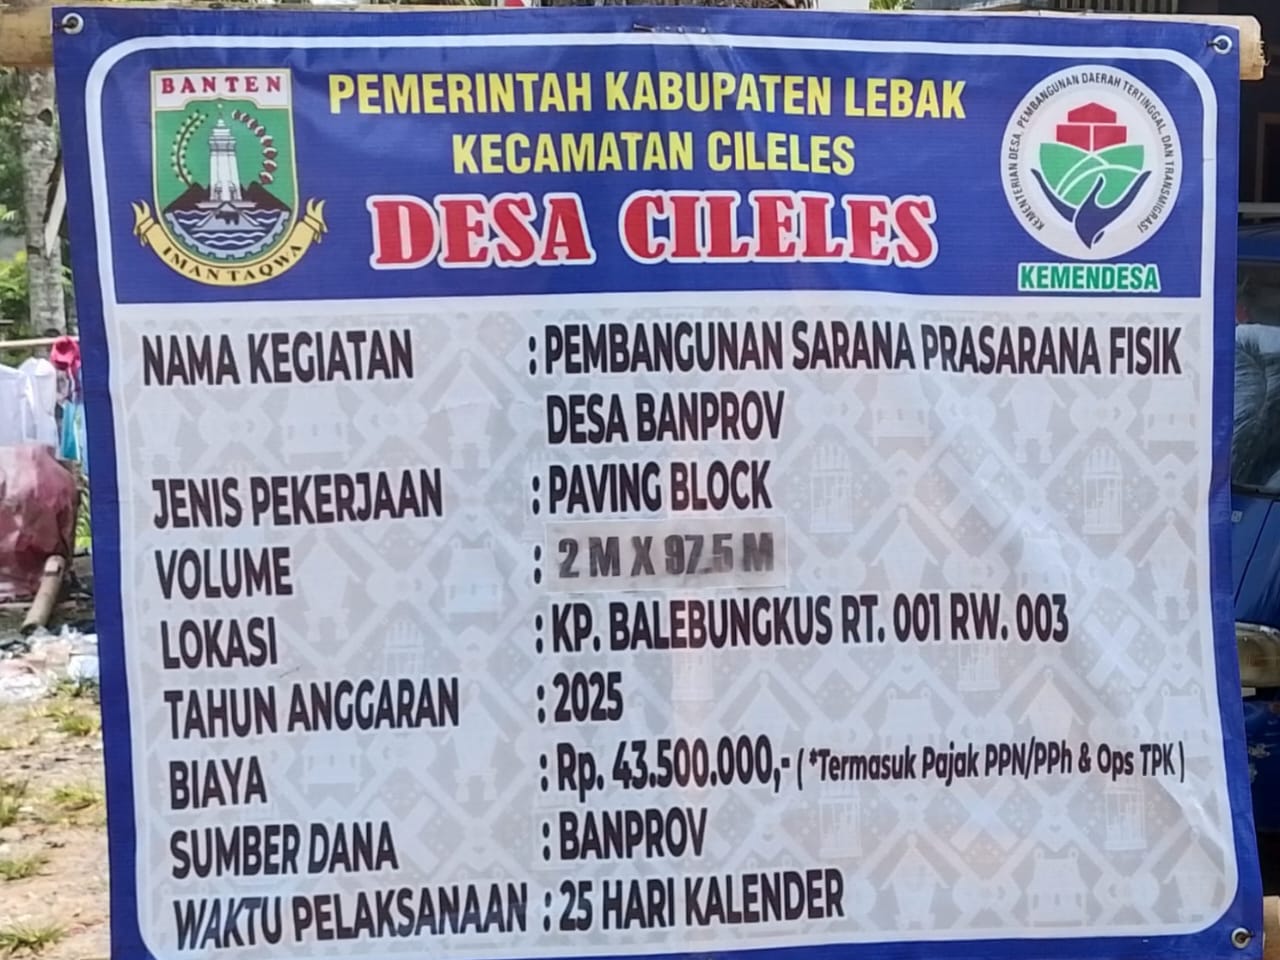 BANTEN
IMAN TAQWA
PEMERINTAH KABUPATEN LEBAK
KECAMATAN CILELES
DESA CILELES
KEMENTERIAN DESA, PEMBANGUNAN DAERAH TERTINGGAL, DAN TRANSMIGRASI
KEMENDESA
NAMA KEGIATAN : PEMBANGUNAN SARANA PRASARANA FISIK
DESA BANPROV
JENIS PEKERJAAN : PAVING BLOCK
VOLUME : 2 M X 97.5 M
LOKASI : KP. BALEBUNGKUS RT. 001 RW. 003
TAHUN ANGGARAN : 2025
BIAYA : Rp. 43.500.000,- ( *Termasuk Pajak PPN/PPh & Ops TPK )
SUMBER DANA : BANPROV
WAKTU PELAKSANAAN : 25 HARI KALENDER